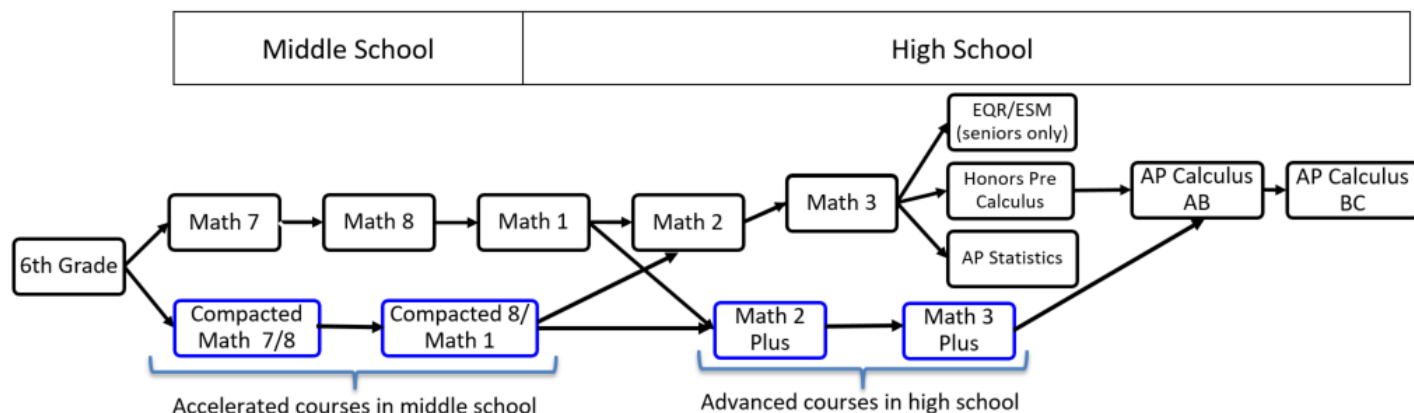 Middle School
High School
EQR/ESM
(seniors only)
Math 7
Math 8
Math 1
Math 2
Math 3
Honors Pre
Calculus
AP Calculus
AB
AP Calculus
BC
6th Grade
AP Statistics
Compacted
Math 7/8
Compacted 8/
Math 1
Math 2
Plus
Math 3
Plus
Accelerated courses in middle school
Advanced courses in high school